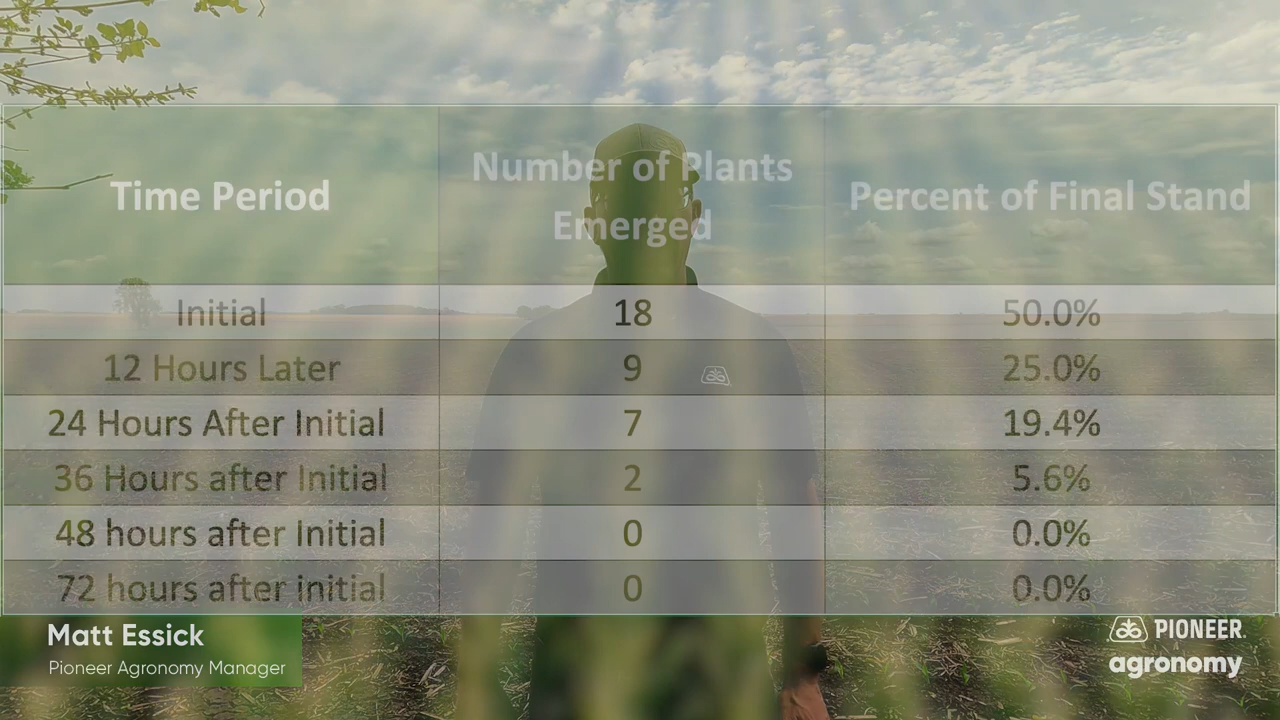 Time Period Number of Plants Emerged Percent of Final Stand
Initial 18 50.0%
12 Hours Later 9 25.0%
24 Hours After Initial 7 19.4%
36 Hours after Initial 2 5.6%
48 hours after Initial 0 0.0%
72 hours after initial 0 0.0%
Matt Essick
Pioneer Agronomy Manager
PIONEER
agronomy